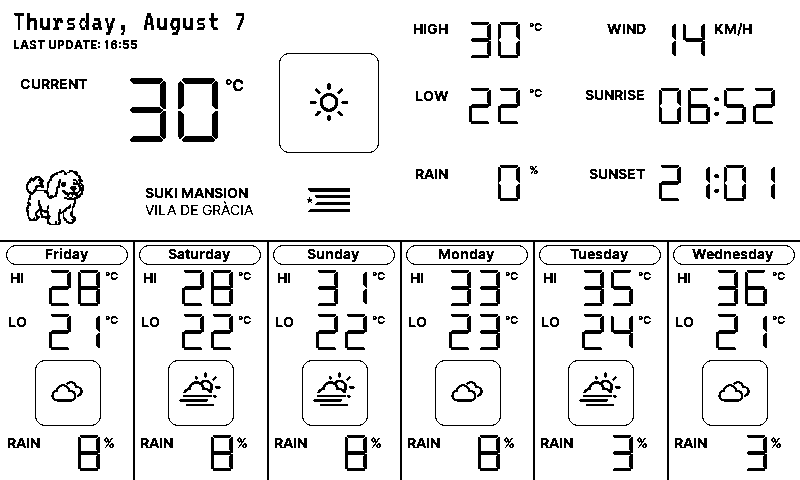 Thursday, August 7
LAST UPDATE: 16:55
CURRENT 30 °C
SUKI MANSION
VILA DE GRÀCIA
HIGH 30 °C
LOW 22 °C
RAIN 0 %
WIND 14 KM/H
SUNRISE 06:52
SUNSET 21:01
Friday
HI 28 °C
LO 21 °C
RAIN 8 %
Saturday
HI 28 °C
LO 22 °C
RAIN 8 %
Sunday
HI 31 °C
LO 22 °C
RAIN 8 %
Monday
HI 33 °C
LO 23 °C
RAIN 8 %
Tuesday
HI 35 °C
LO 24 °C
RAIN 3 %
Wednesday
HI 36 °C
LO 21 °C
RAIN 3 %